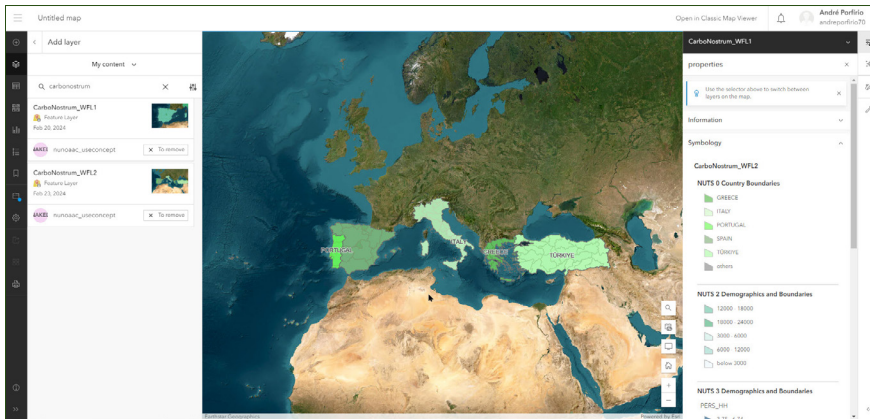 Untitled map
Open in Classic Map Viewer
André Porfirio
andreporfirio70
Add layer
My content
carbonostrum
CarboNostrum_WFL1
Feature Layer
Feb 20, 2024
nunoaac_useconcept
To remove
CarboNostrum_WFL2
Feature Layer
Feb 23, 2024
nunoaac_useconcept
To remove
PORTUGAL
ITALY
GREECE
TÜRKIYE
Earthstar Geographics
Powered by Esri
CarboNostrum_WFL1
properties
Use the selector above to switch between
layers on the map.
Information
Symbology
CarboNostrum_WFL2
NUTS 0 Country Boundaries
GREECE
ITALY
PORTUGAL
SPAIN
TÜRKIYE
others
NUTS 2 Demographics and Boundaries
12000 - 18000
18000 - 24000
3000 - 6000
6000 - 12000
below 3000
NUTS 3 Demographics and Boundaries
PERS_HH